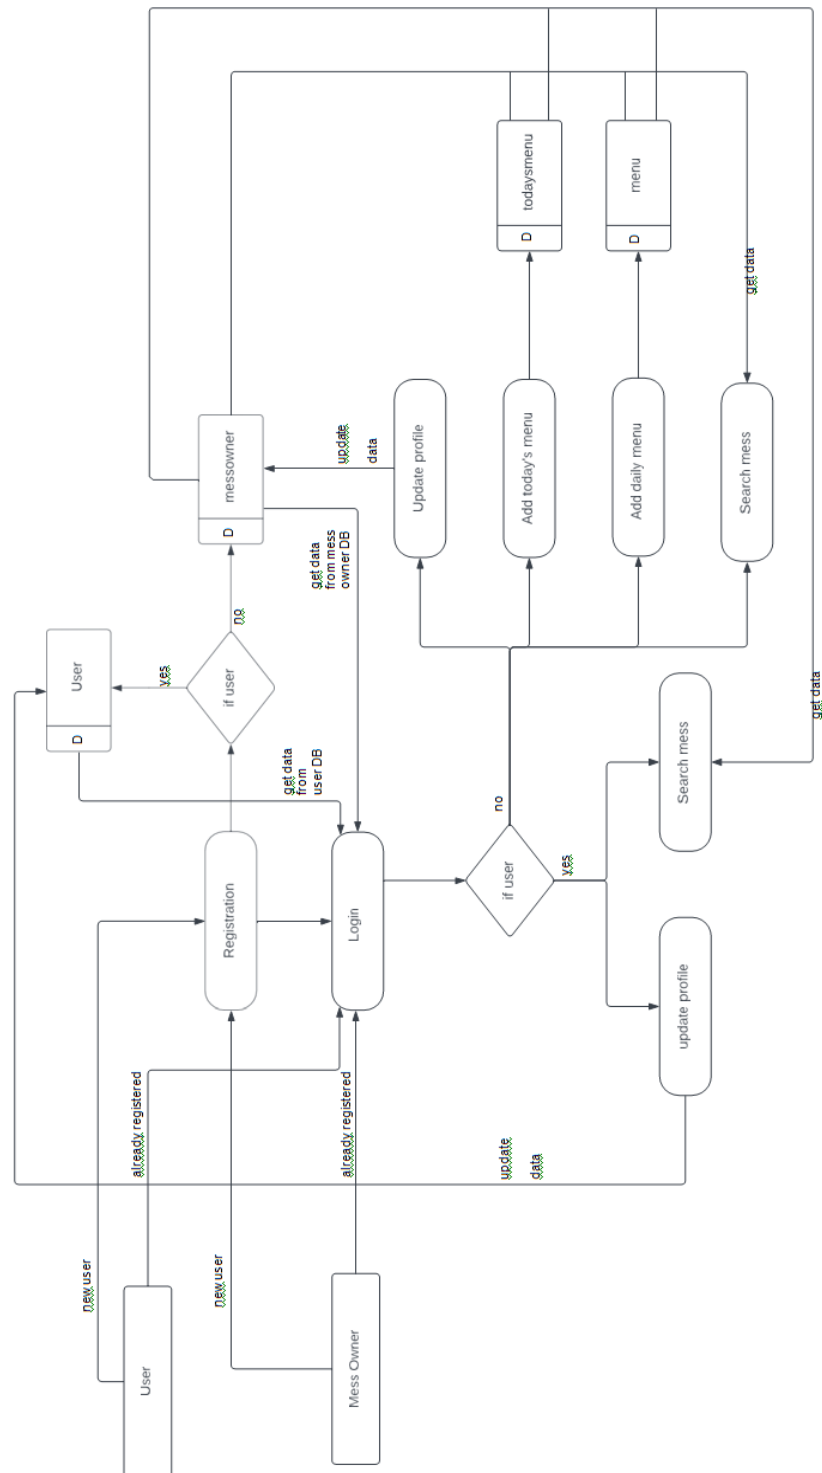 D
User
new user
User
already registered
yes
new user
Registration
if user
no
D
messowner
get data
from
user DB
get data
from mess
owner DB
update
data
Mess Owner
already registered
Login
Update profile
update
data
if user
no
Add today's menu
D
todaysmenu
yes
Add daily menu
D
menu
update profile
Search mess
Search mess
get data
get data